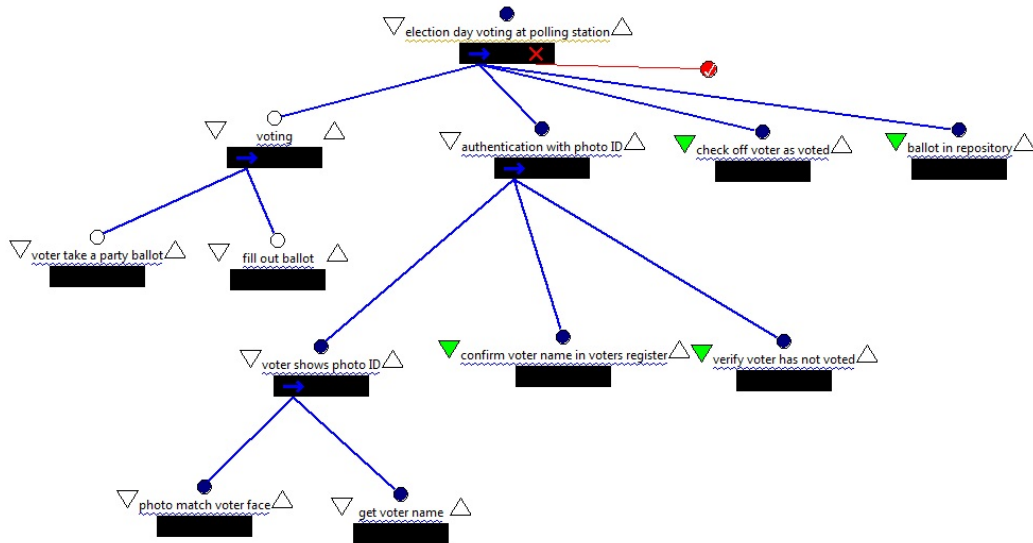 election day voting at polling station
voting
authentication with photo ID
check off voter as voted
ballot in repository
voter take a party ballot
fill out ballot
voter shows photo ID
confirm voter name in voters register
verify voter has not voted
photo match voter face
get voter name